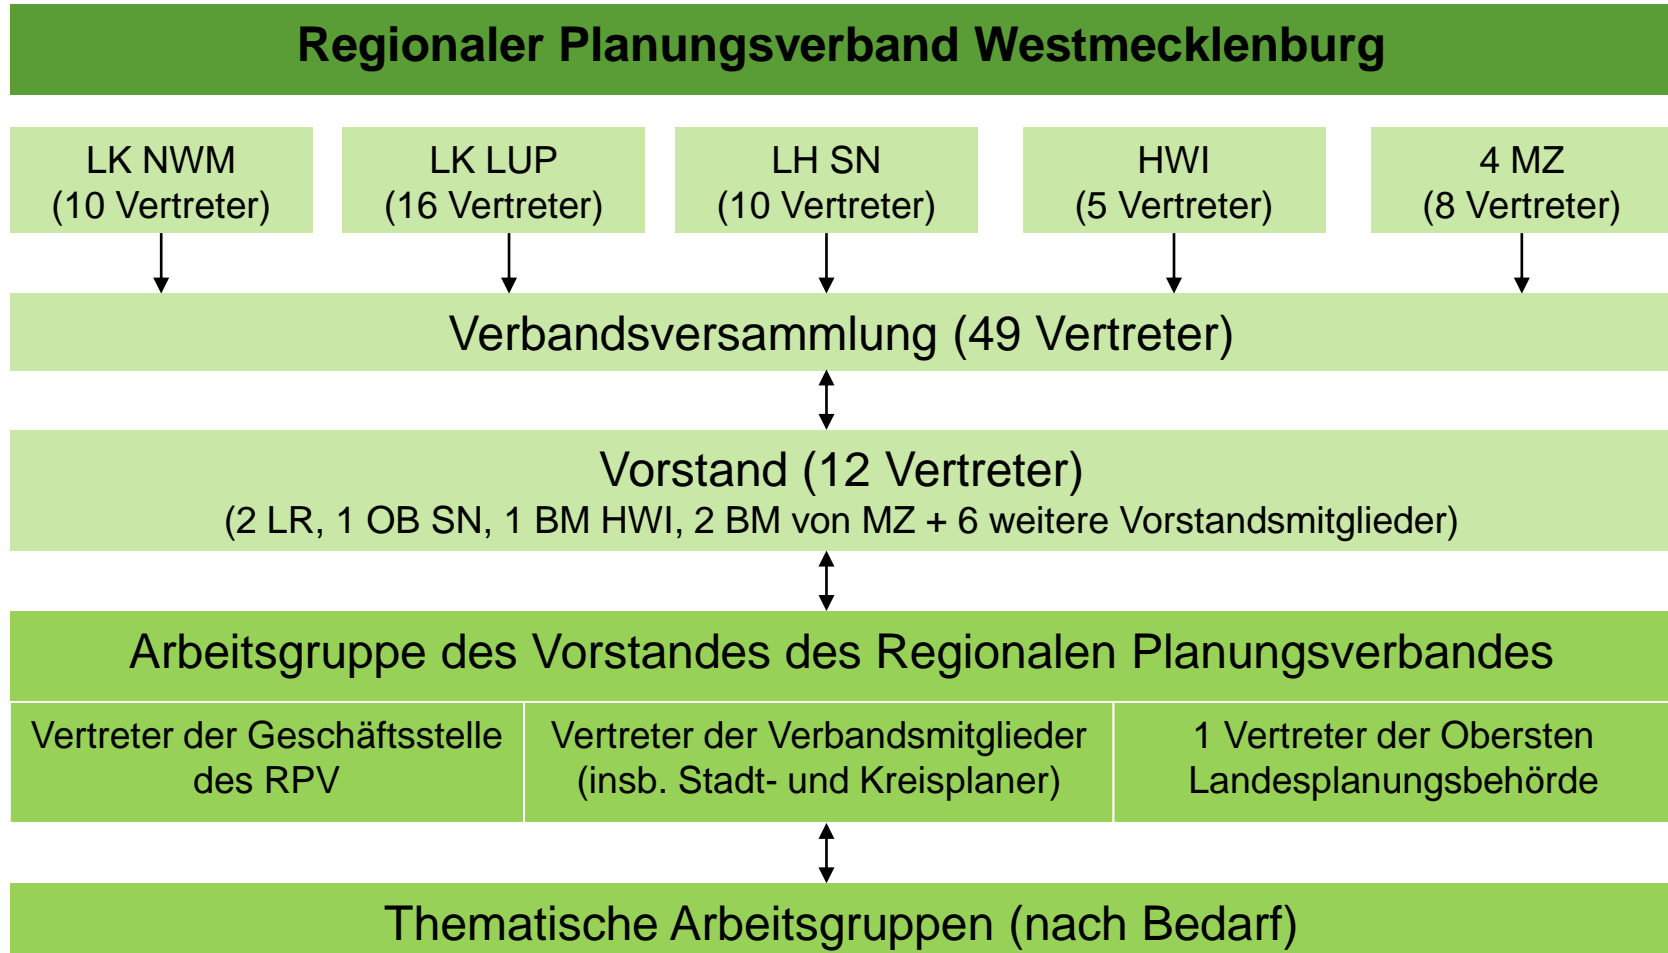 Regionaler Planungsverband Westmecklenburg
LK NWM
(10 Vertreter)
LK LUP
(16 Vertreter)
LH SN
(10 Vertreter)
HWI
(5 Vertreter)
4 MZ
(8 Vertreter)
Verbandsversammlung (49 Vertreter)
Vorstand (12 Vertreter)
(2 LR, 1 OB SN, 1 BM HWI, 2 BM von MZ + 6 weitere Vorstandsmitglieder)
Arbeitsgruppe des Vorstandes des Regionalen Planungsverbandes
Vertreter der Geschäftsstelle
des RPV
Vertreter der Verbandsmitglieder
(insb. Stadt- und Kreisplaner)
1 Vertreter der Obersten
Landesplanungsbehörde
Thematische Arbeitsgruppen (nach Bedarf)